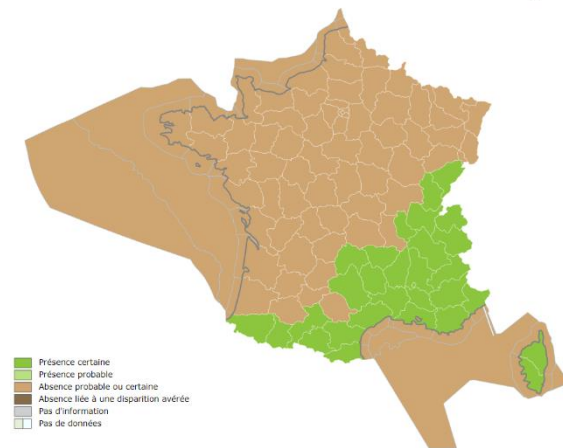 Présence certaine
Présence probable
Absence probable ou certaine
Absence liée à une disparition avérée
Pas d'information
Pas de données